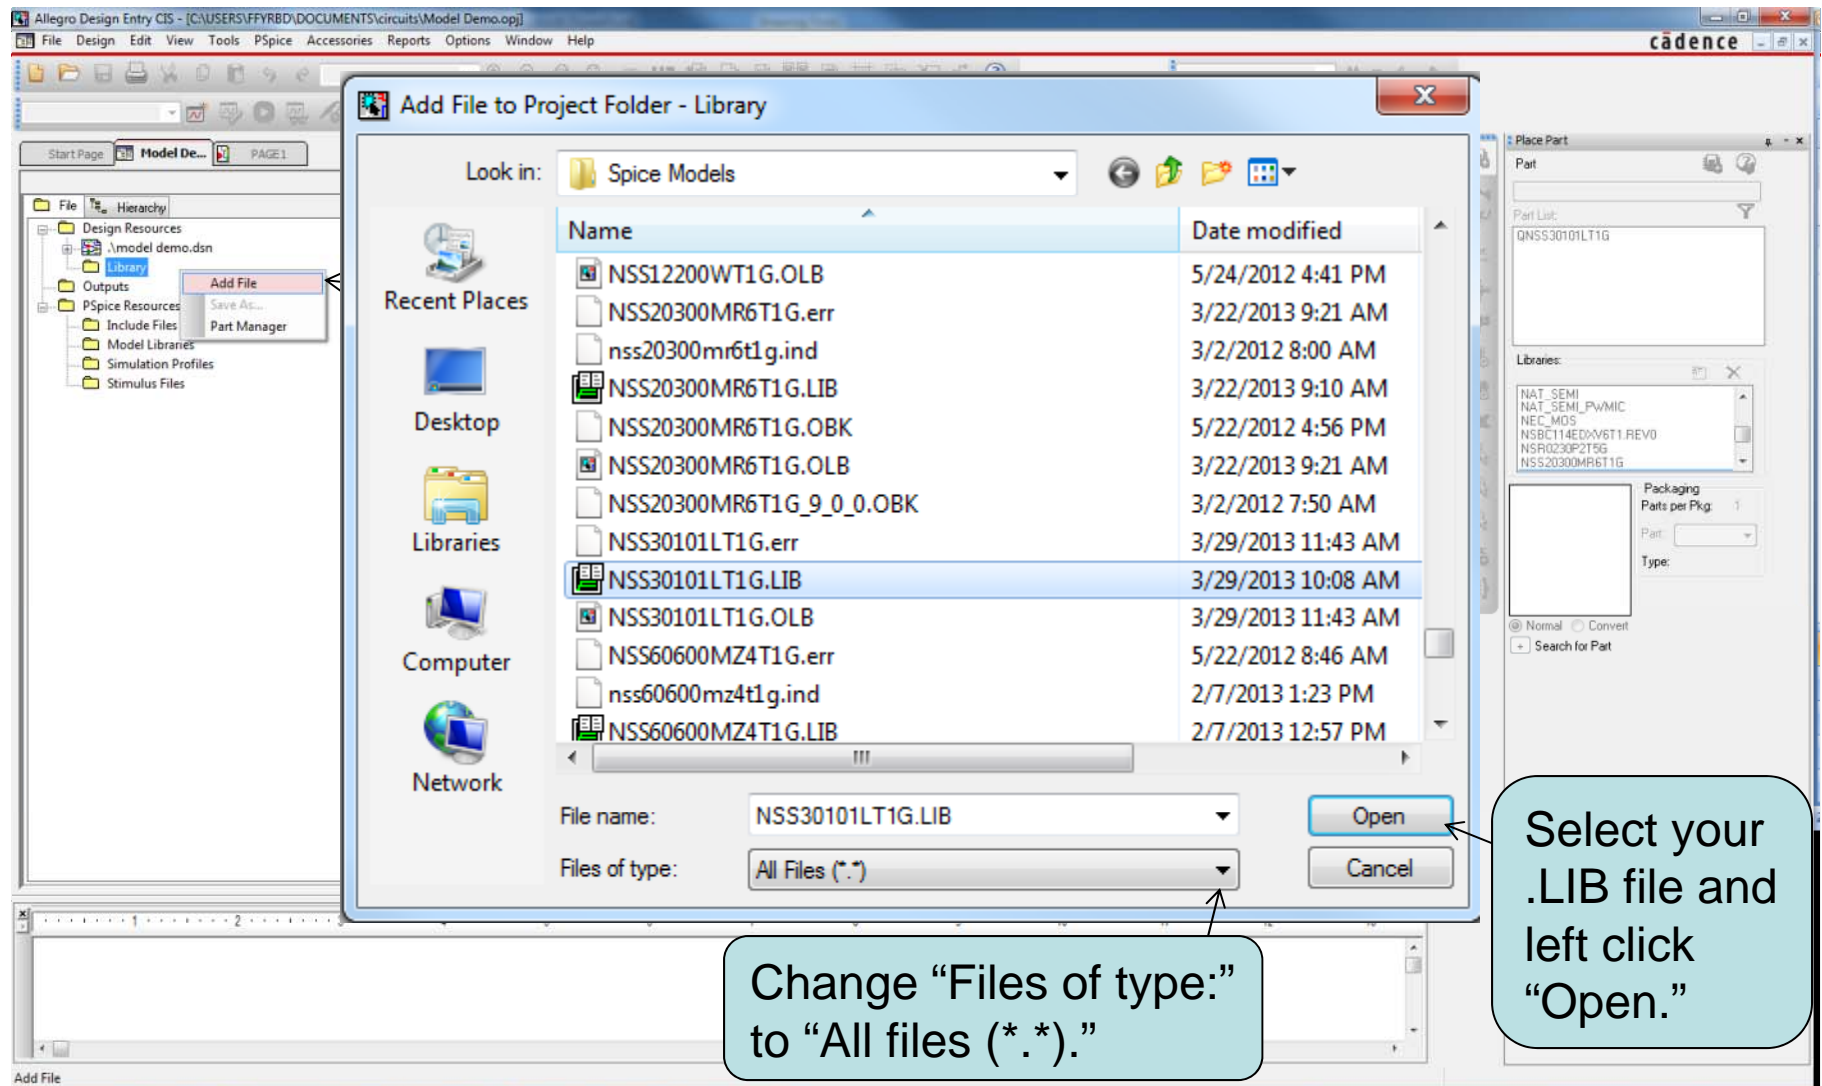 Allegro Design Entry CIS - [C:\USERS\FFYRBD\DOCUMENTS\circuits\Model Demo.opj]
File Design Edit View Tools PSpice Accessories Reports Options Window Help
cādence
Start Page
Model De...
PAGE1
File
Hierarchy
Design Resources
.\model demo.dsn
Library
Outputs
PSpice Resources
Include Files
Model Libraries
Simulation Profiles
Stimulus Files
Add File
Save As...
Part Manager
Add File to Project Folder - Library
Look in:
Spice Models
Recent Places
Desktop
Libraries
Computer
Network
Name Date modified
NSS12200WT1G.OLB 5/24/2012 4:41 PM
NSS20300MR6T1G.err 3/22/2013 9:21 AM
nss20300mr6t1g.ind 3/2/2012 8:00 AM
NSS20300MR6T1G.LIB 3/22/2013 9:10 AM
NSS20300MR6T1G.OBK 5/22/2012 4:56 PM
NSS20300MR6T1G.OLB 3/22/2013 9:21 AM
NSS20300MR6T1G_9_0_0.OBK 3/2/2012 7:50 AM
NSS30101LT1G.err 3/29/2013 11:43 AM
NSS30101LT1G.LIB 3/29/2013 10:08 AM
NSS30101LT1G.OLB 3/29/2013 11:43 AM
NSS60600MZ4T1G.err 5/22/2012 8:46 AM
nss60600mz4t1g.ind 2/7/2013 1:23 PM
NSS60600MZ4T1G.LIB 2/7/2013 12:57 PM
File name: NSS30101LT1G.LIB
Open
Files of type: All Files (*.*)
Cancel
Place Part
Part
Part List:
QNSS30101LT1G
Libraries:
NAT_SEMI
NAT_SEMI_PWMIC
NEC_MOS
NSBC114EDXV6T1.REV0
NSR0230P2T5G
NSS20300MR6T1G
Packaging
Parts per Pkg: 1
Part:
Type:
Normal Convert
Search for Part
Select your
.LIB file and
left click
“Open.”
Change “Files of type:”
to “All files (*.*).”
1 2
Add File